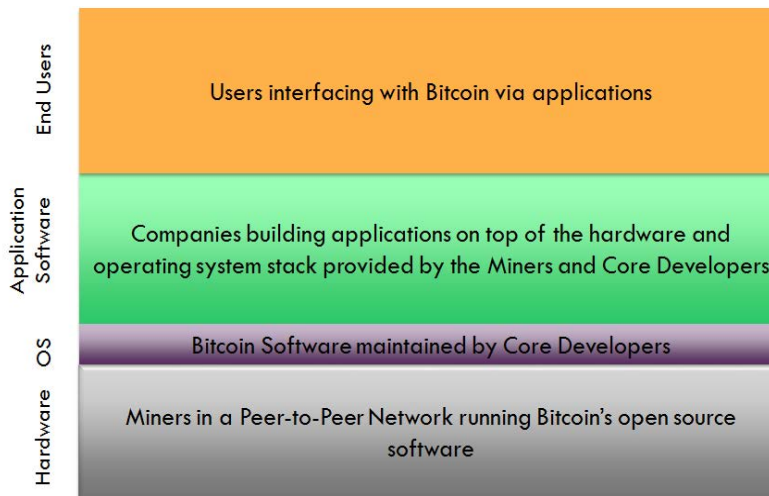 End Users
Users interfacing with Bitcoin via applications
Application
Software
Companies building applications on top of the hardware and
operating system stack provided by the Miners and Core Developers
OS
Bitcoin Software maintained by Core Developers
Hardware
Miners in a Peer-to-Peer Network running Bitcoin's open source
software